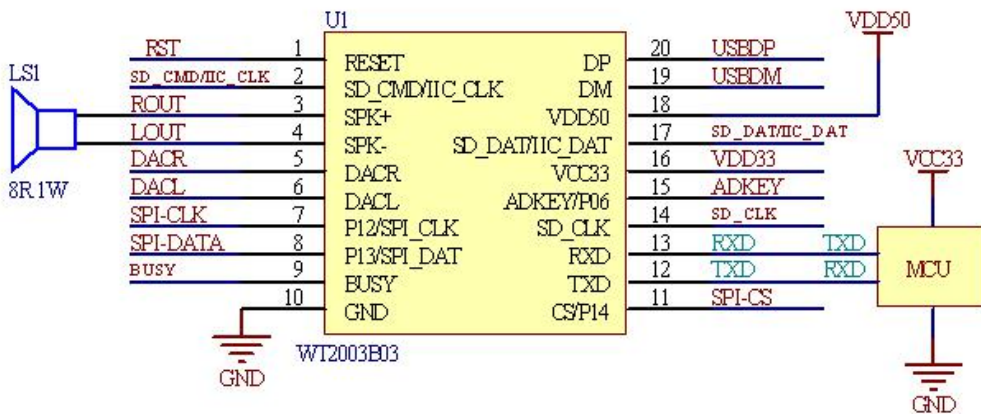 U1
VDD50
RST 1 RESET DP 20 USBDP
LS1
SD_CMD/IIC_CLK 2 SD_CMD/IIC_CLK DM 19 USBDM
ROUT 3 SPK+ VDD50 18
LOUT 4 SPK- SD_DAT/IIC_DAT 17 SD_DAT/IIC_DAT
DACR 5 DACR VCC33 16 VDD33
VCC33
8R1W
DACL 6 DACL ADKEY/P06 15 ADKEY
SPI-CLK 7 P12/SPI_CLK SD_CLK 14 SD_CLK
SPI-DATA 8 P13/SPI_DAT RXD 13 RXD TXD
MCU
BUSY 9 BUSY TXD 12 TXD RXD
10 GND CS/P14 11 SPI-CS
WT2003B03
GND
GND